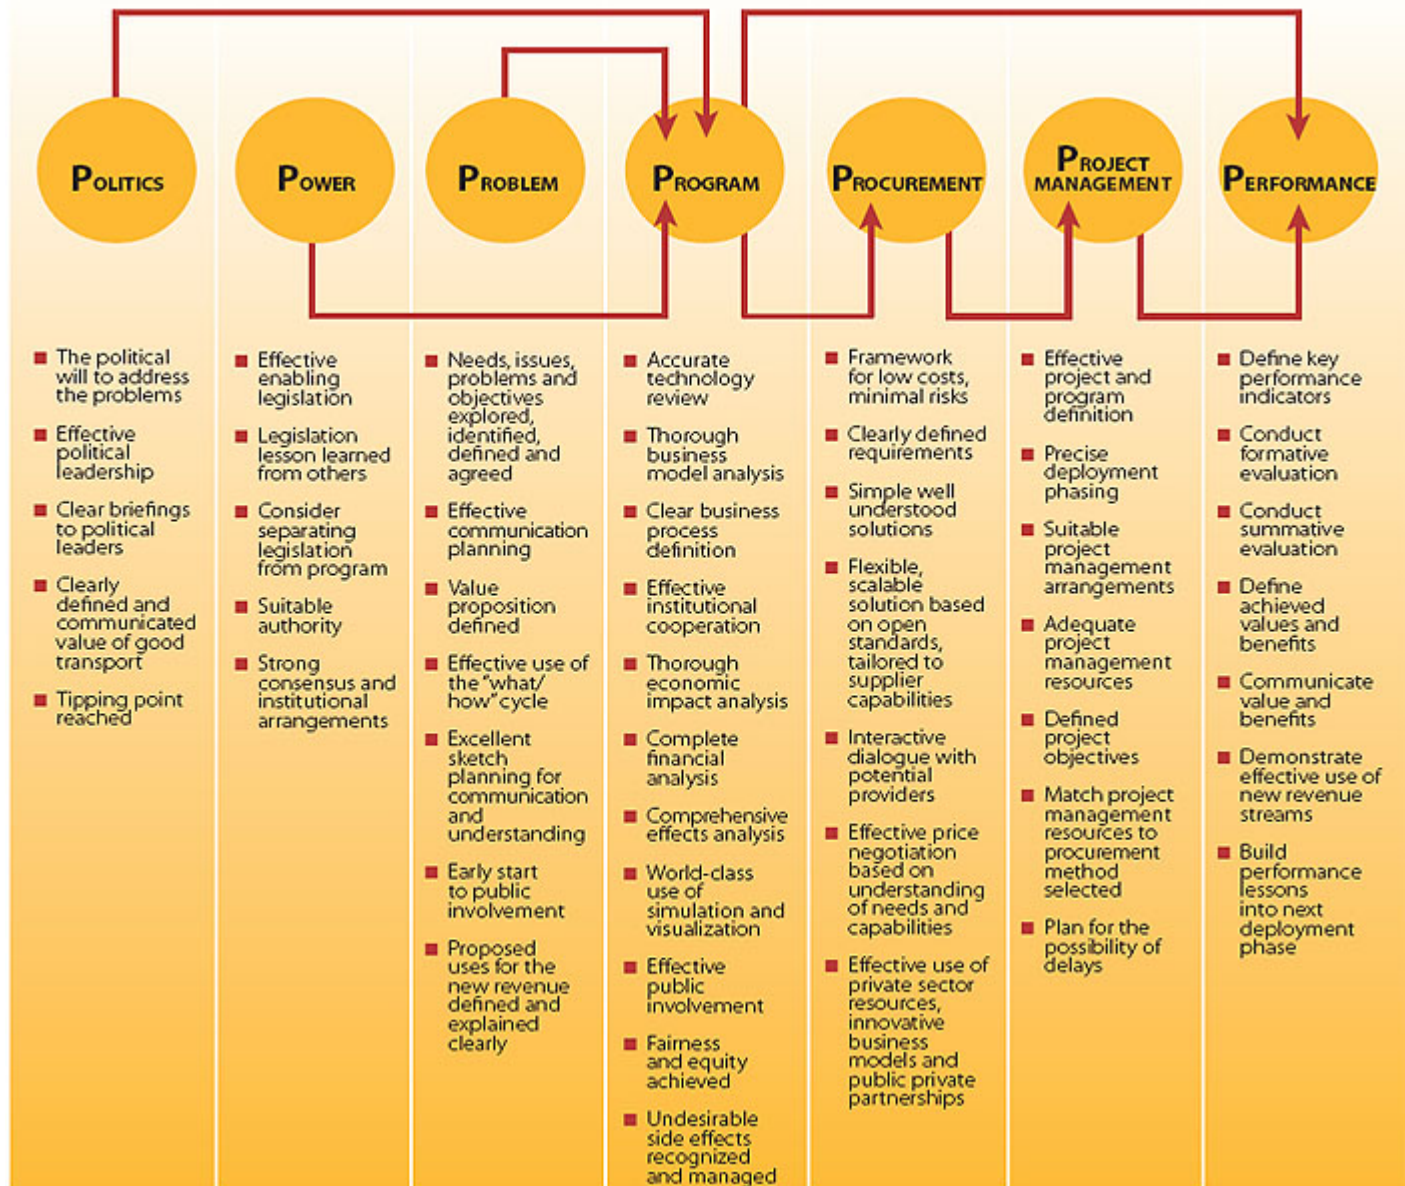 POLITICS
POWER
PROBLEM
PROGRAM
PROCUREMENT
PROJECT
MANAGEMENT
PERFORMANCE
The political
will to address
the problems
Effective
political
leadership
Clear briefings
to political
leaders
Clearly
defined and
communicated
value of good
transport
Tipping point
reached
Effective
enabling
legislation
Legislation
lesson learned
from others
Consider
separating
legislation
from program
Suitable
authority
Strong
consensus and
institutional
arrangements
Needs, issues,
problems and
objectives
explored,
identified,
defined and
agreed
Effective
communication
planning
Value
proposition
defined
Effective use of
the "what/
how" cycle
Excellent
sketch
planning for
communication
and
understanding
Early start
to public
involvement
Proposed
uses for the
new revenue
defined and
explained
clearly
Accurate
technology
review
Thorough
business
model analysis
Clear business
process
definition
Effective
institutional
cooperation
Thorough
economic
impact analysis
Complete
financial
analysis
Comprehensive
effects analysis
World-class
use of
simulation and
visualization
Effective
public
involvement
Fairness
and equity
achieved
Undesirable
side effects
recognized
and managed
Framework
for low costs,
minimal risks
Clearly defined
requirements
Simple well
understood
solutions
Flexible,
scalable
solution based
on open
standards,
tailored to
supplier
capabilities
Interactive
dialogue with
potential
providers
Effective price
negotiation
based on
understanding
of needs and
capabilities
Effective use of
private sector
resources,
innovative
business
models and
public private
partnerships
Effective
project and
program
definition
Precise
deployment
phasing
Suitable
project
management
arrangements
Adequate
project
management
resources
Defined
project
objectives
Match project
management
resources to
procurement
method
selected
Plan for the
possibility of
delays
Define key
performance
indicators
Conduct
formative
evaluation
Conduct
summative
evaluation
Define
achieved
values and
benefits
Communicate
value and
benefits
Demonstrate
effective use of
new revenue
streams
Build
performance
lessons
into next
deployment
phase